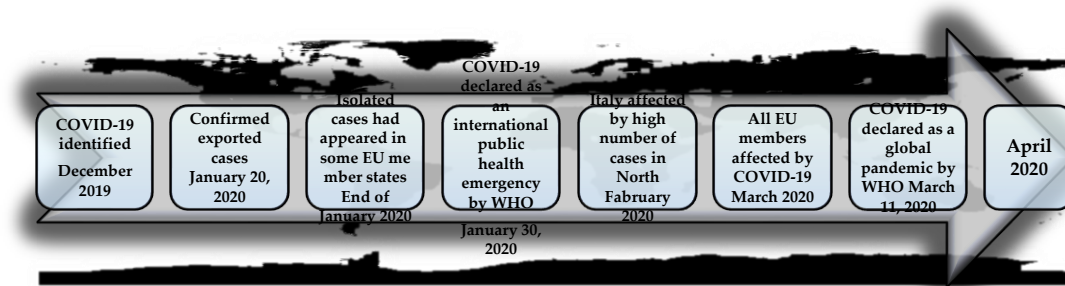 COVID-19
identified
December
2019
Confirmed
exported
cases
January 20,
2020
Isolated
cases had
appeared in
some EU me
mber states
End of
January 2020
COVID-19
declared as
an
international
public
health
emergency
by WHO
January 30,
2020
Italy affected
by high
number of
cases in
North
Fabruary
2020
All EU
members
affected by
COVID-19
March 2020
COVID-19
declared as a
global
pandemic by
WHO March
11, 2020
April
2020